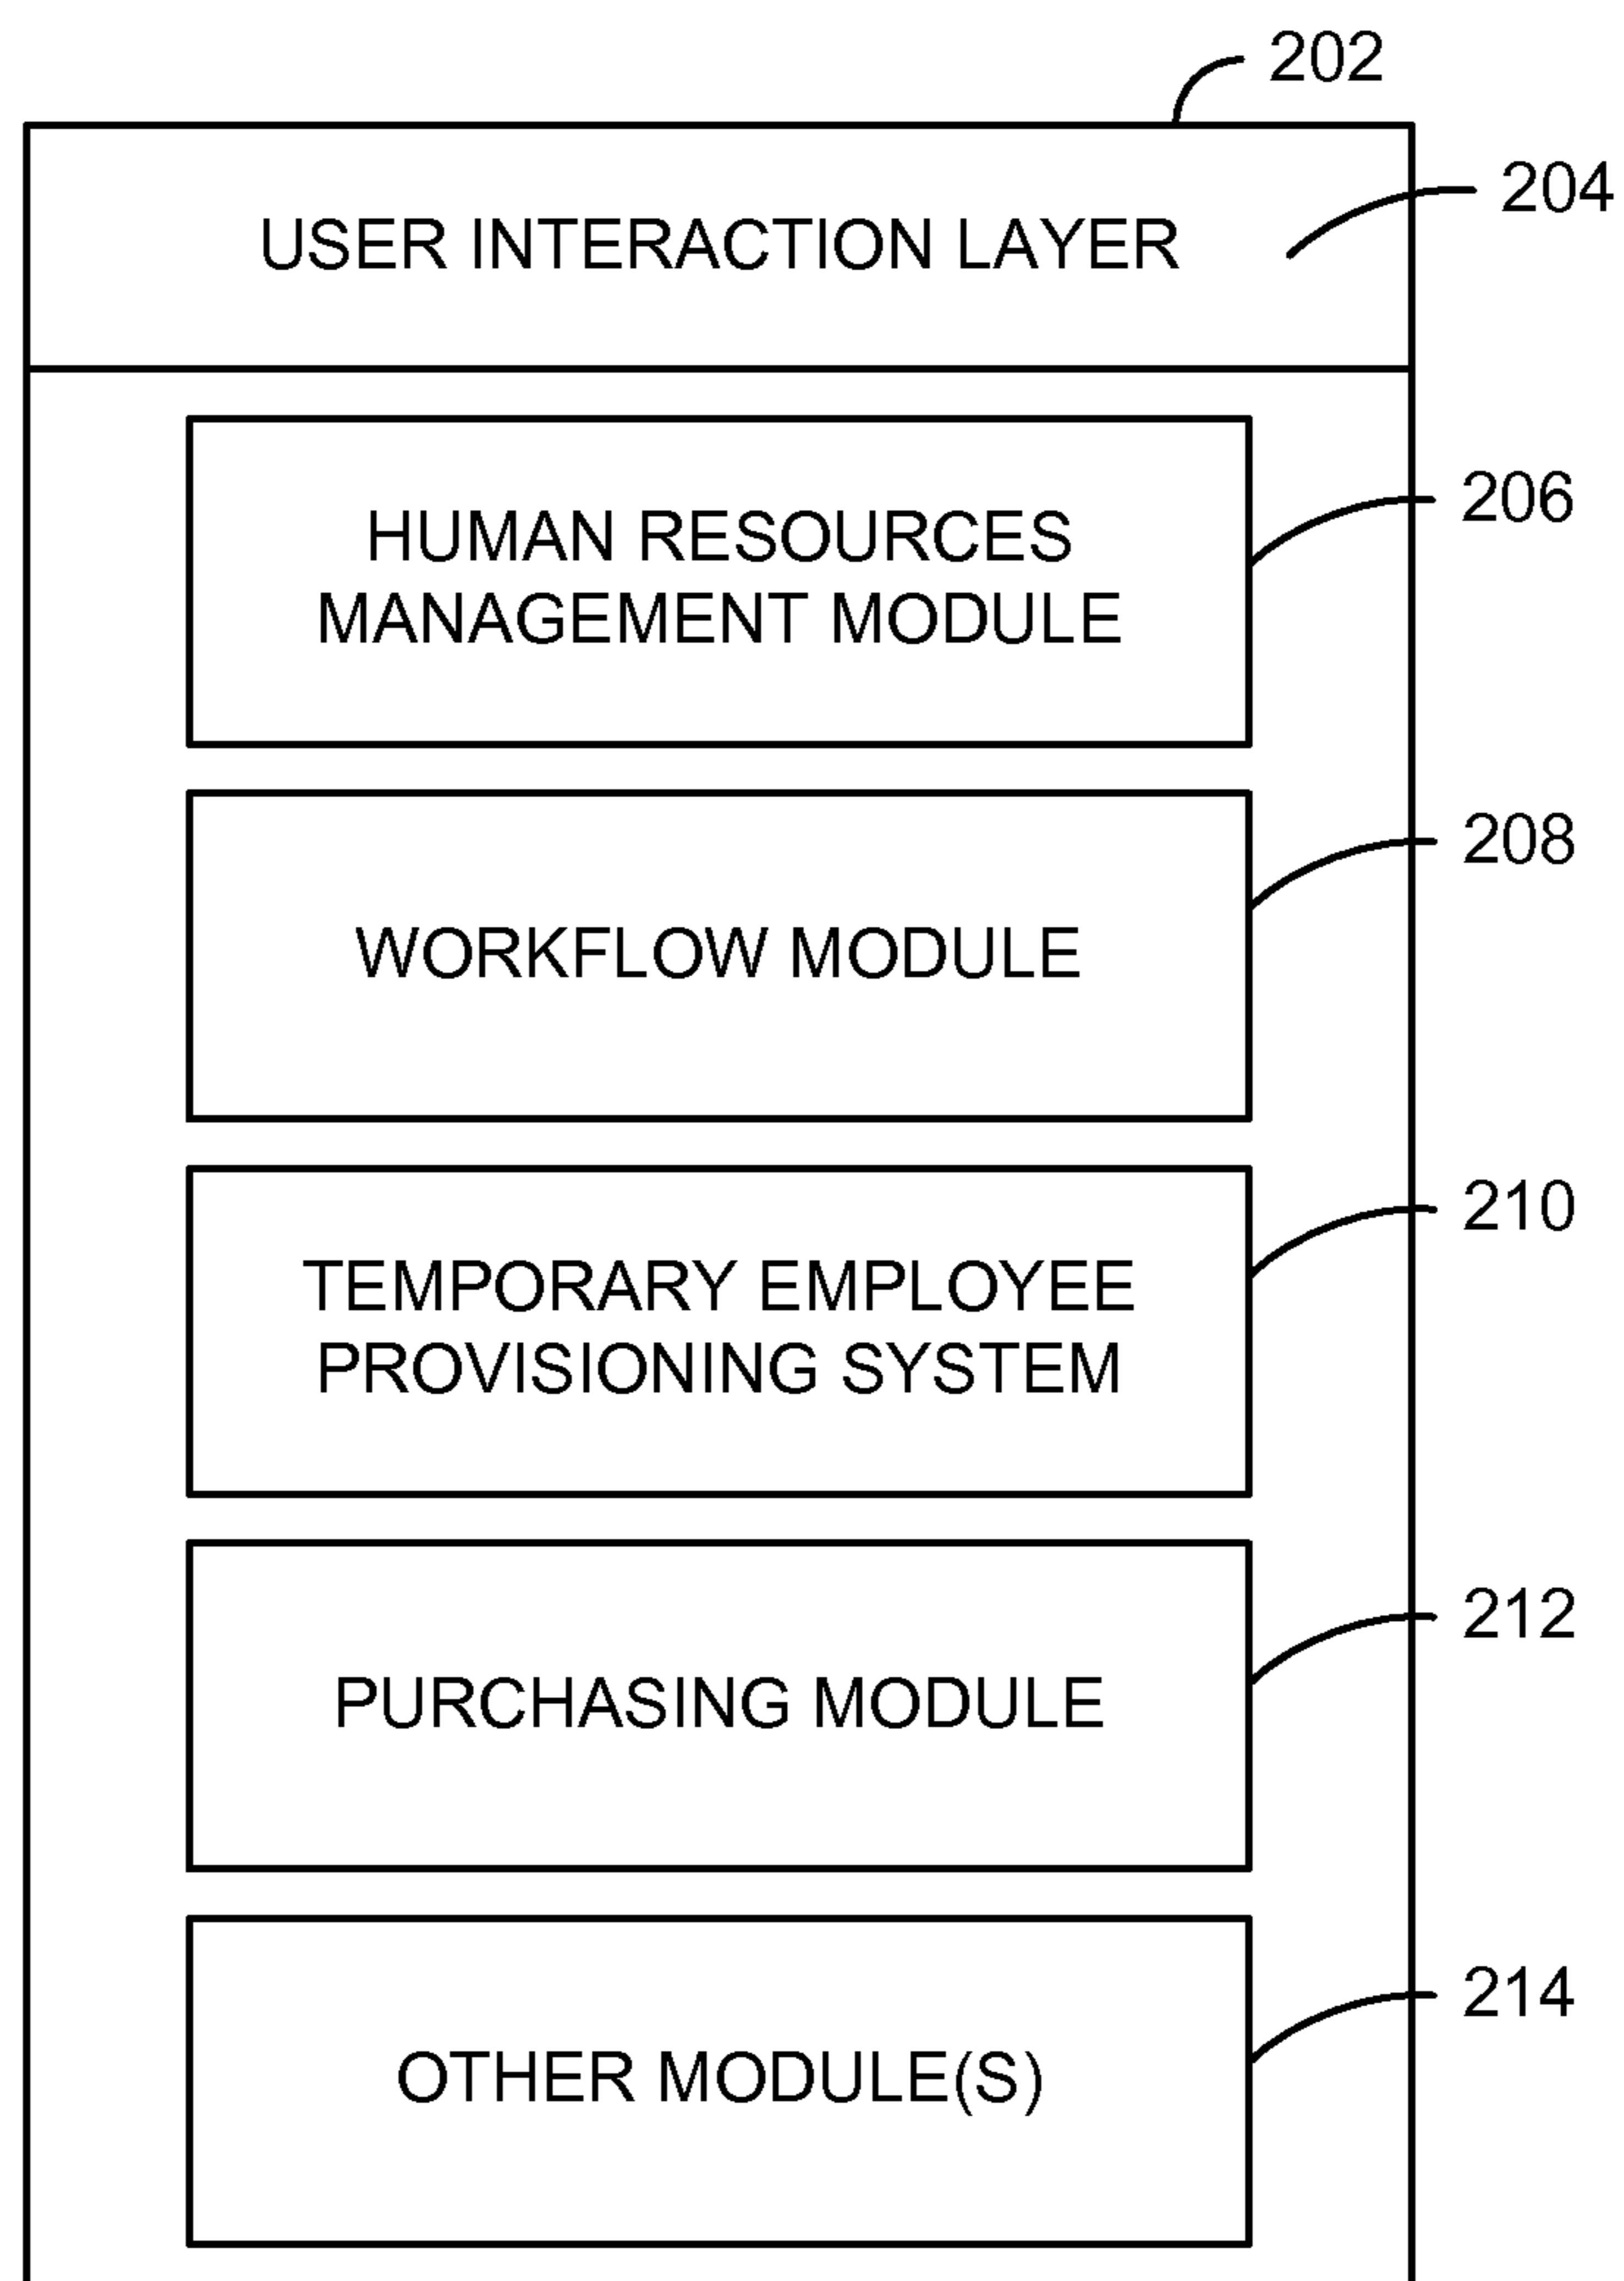 202
204
USER INTERACTION LAYER
206
HUMAN RESOURCES
MANAGEMENT MODULE
208
WORKFLOW MODULE
210
TEMPORARY EMPLOYEE
PROVISIONING SYSTEM
212
PURCHASING MODULE
214
OTHER MODULE(S)